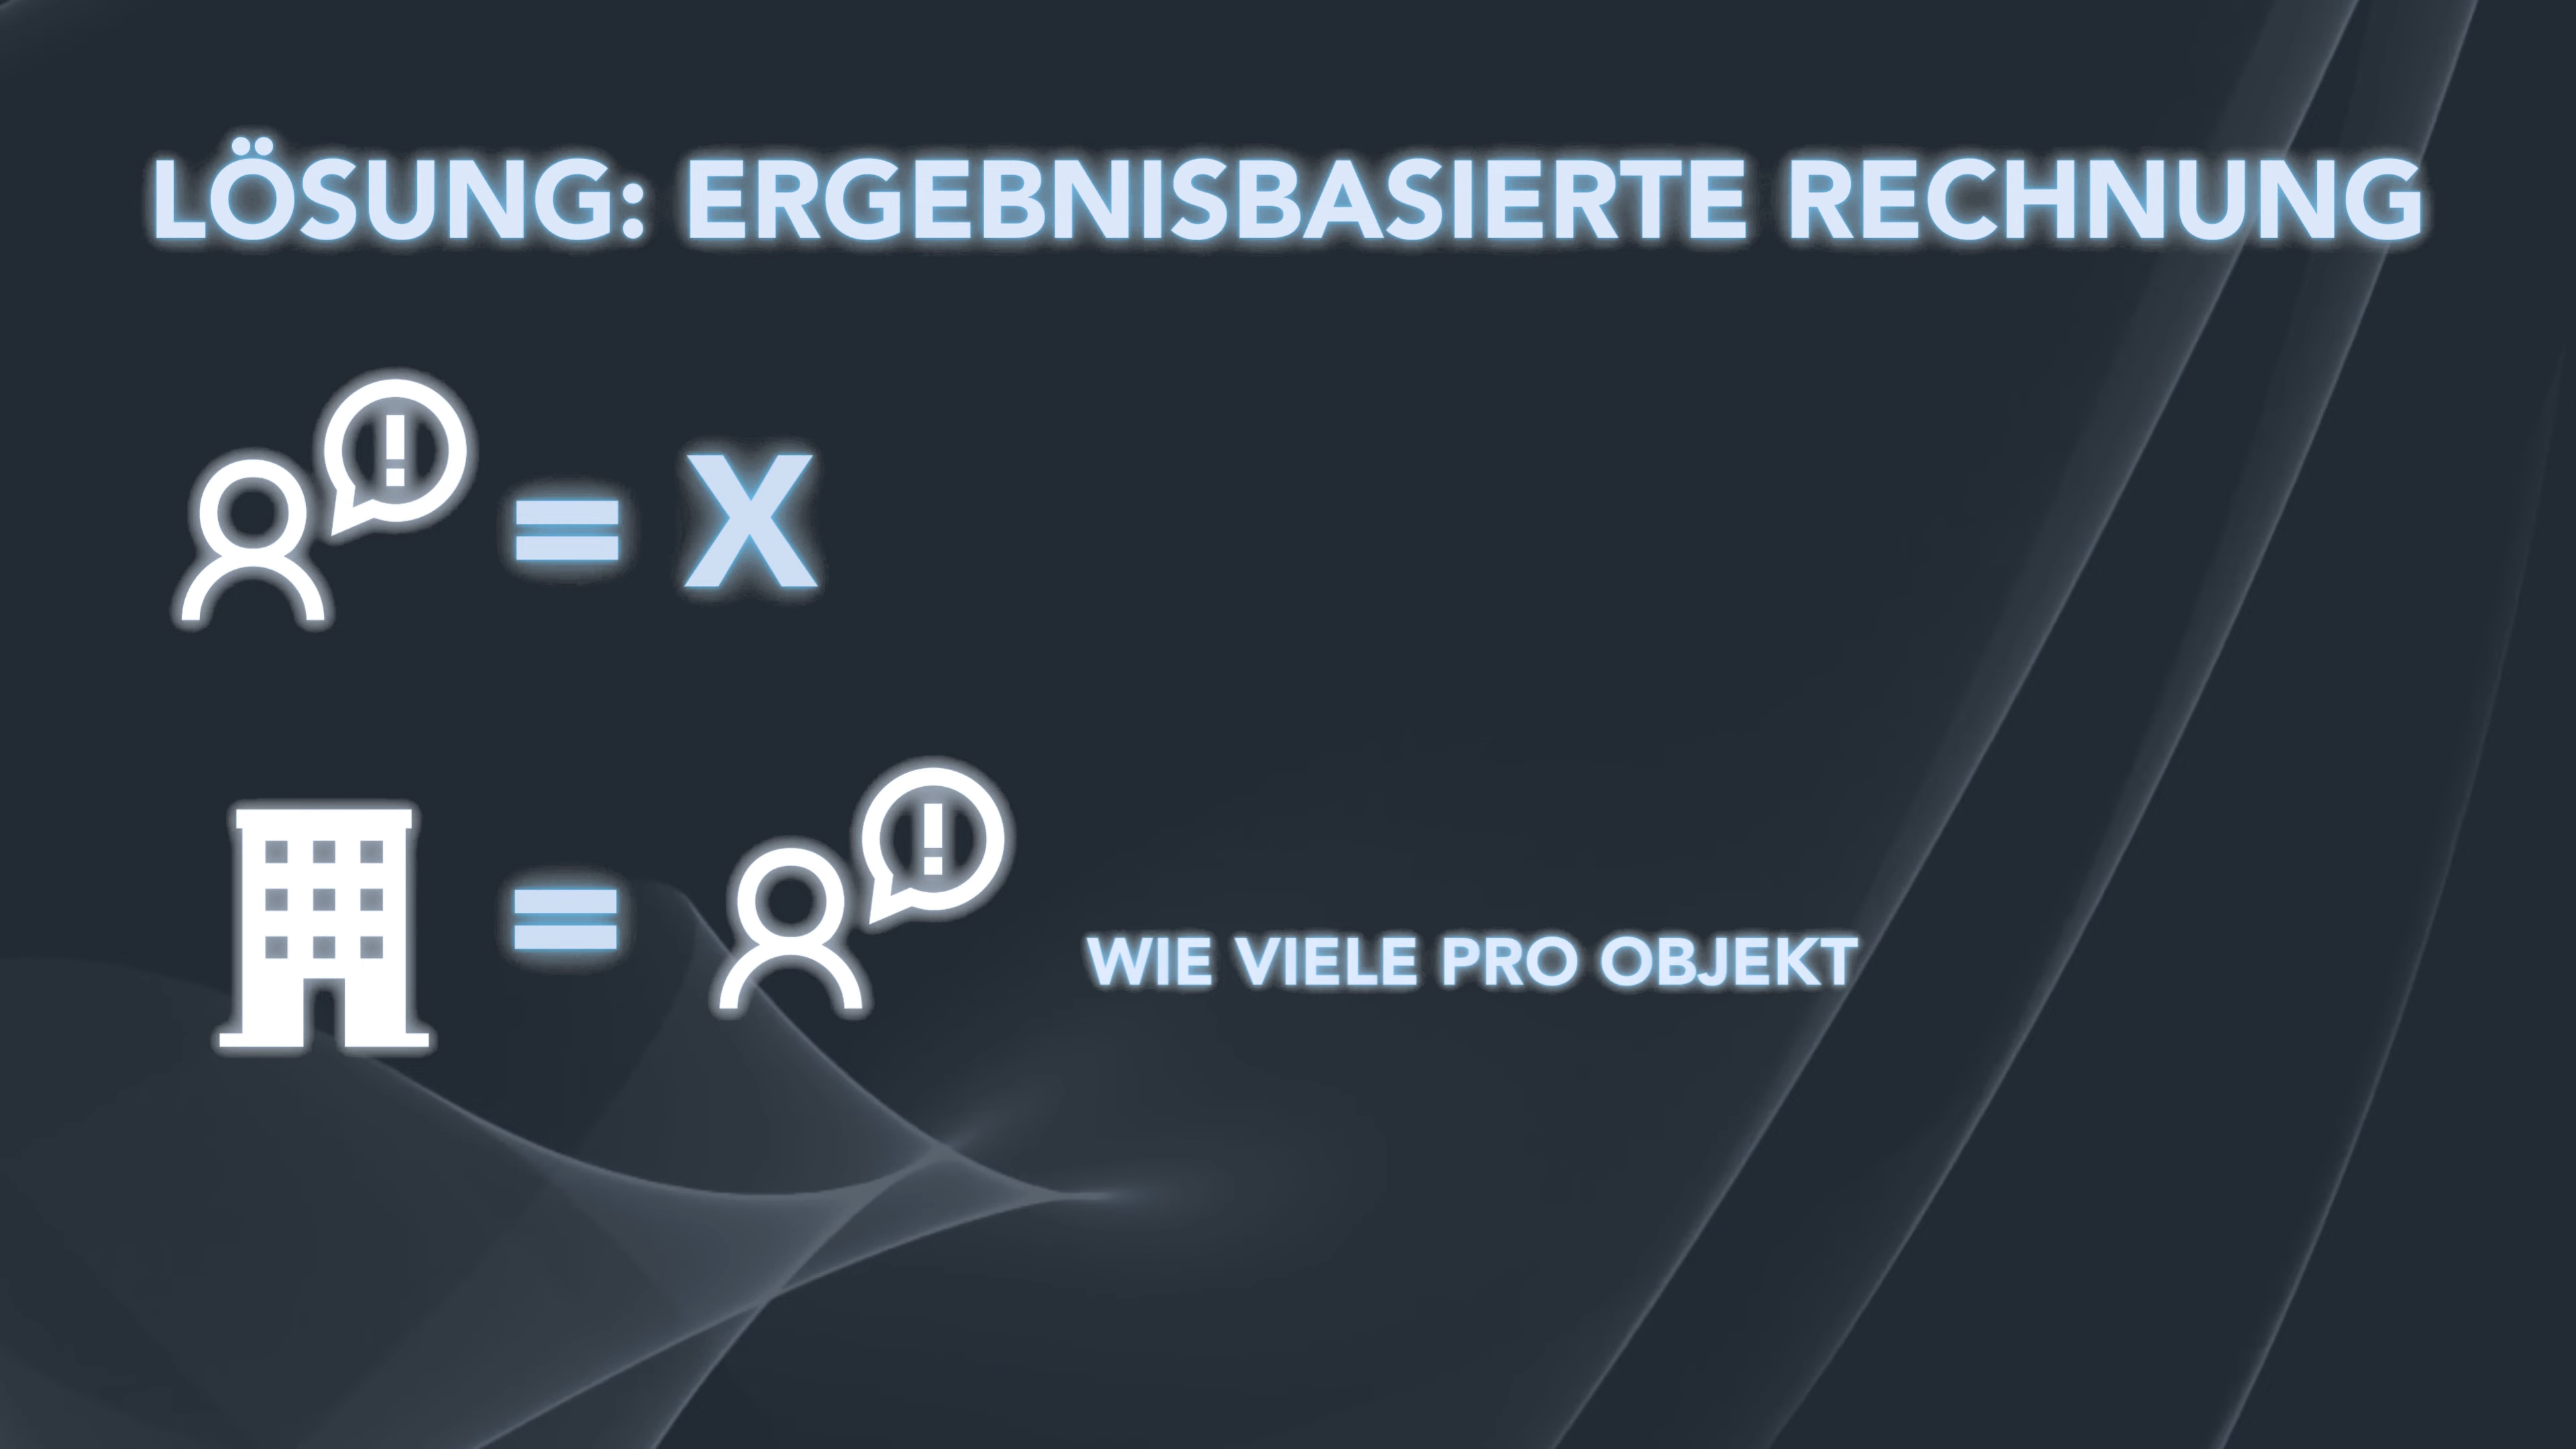 LÖSUNG: ERGEBNISBASIERTE RECHNUNG
! = X
= ! WIE VIELE PRO OBJEKT